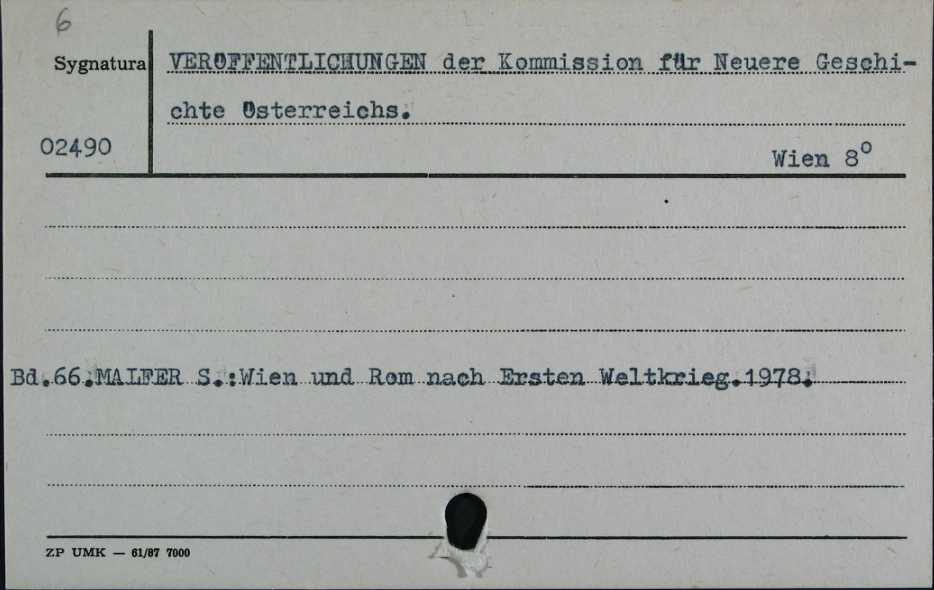 6
Sygnatura
VERÖFFENTLICHUNGEN der Kommission für Neuere Geschi-
chte Österreichs.
02490
Wien 8°
Bd.66.MALFER S.:Wien und Rom nach Ersten Weltkrieg.1978.
ZP UMK — 61/87 7000